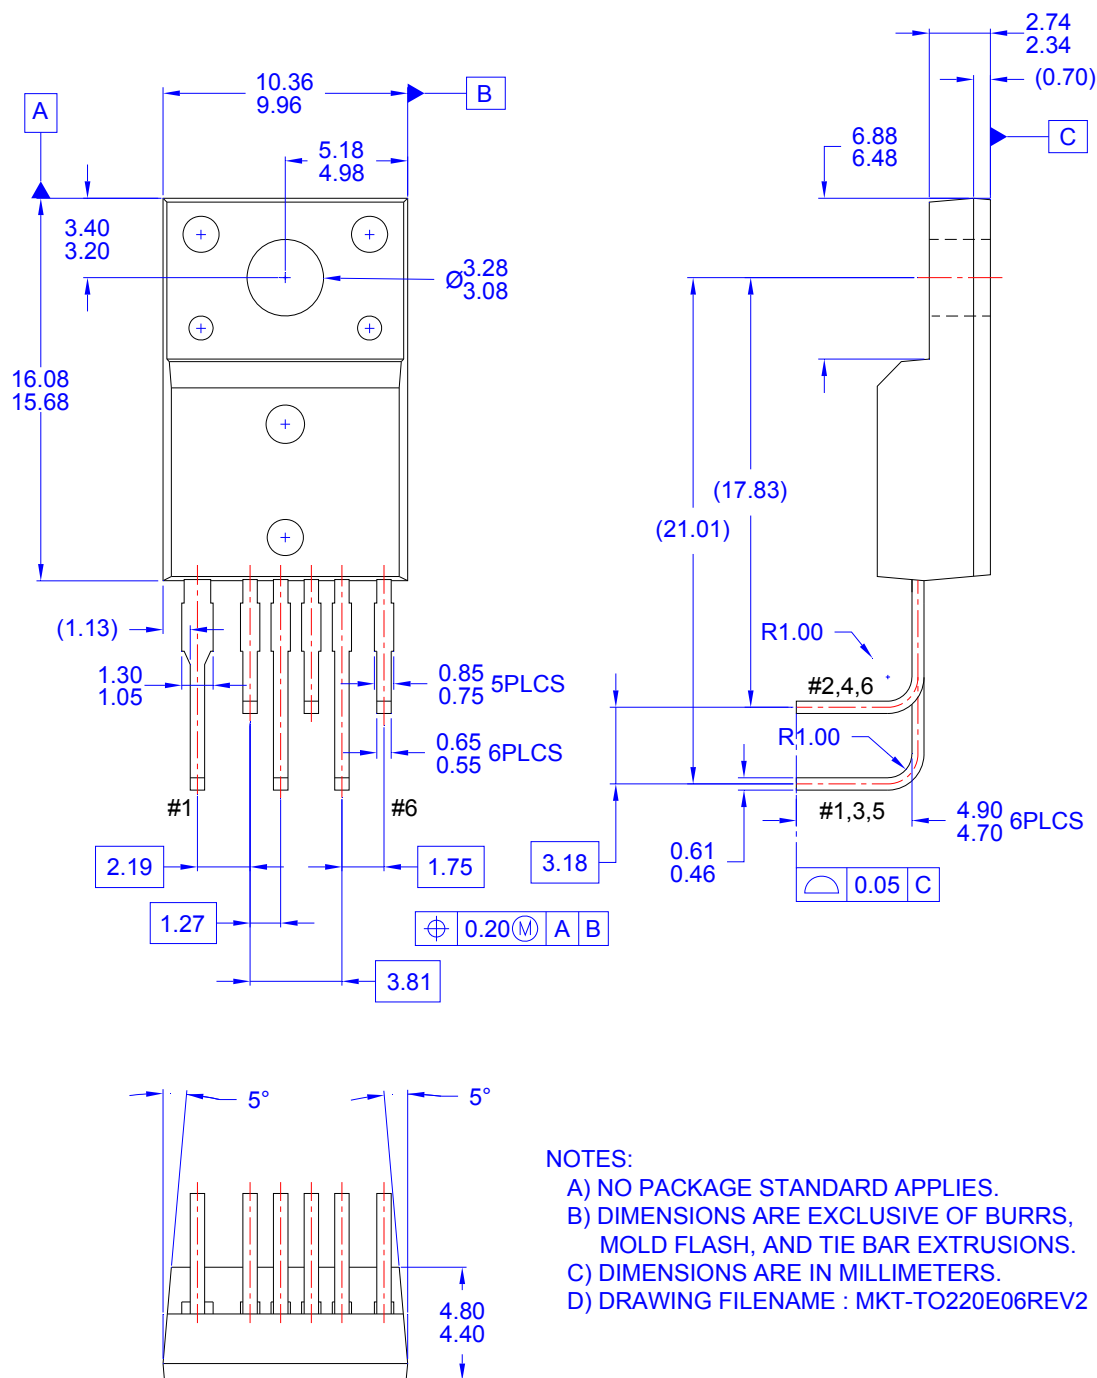 2.74
2.34
(0.70)
10.36
9.96
B
A
C
5.18
4.98
6.88
6.48
3.40
3.20
Ø3.28
3.08
16.08
15.68
(17.83)
(21.01)
(1.13)
R1.00
1.30
1.05
0.85
0.75 5PLCS
#2,4,6
0.65
0.55 6PLCS
R1.00
#1
#6
#1,3,5
4.90
4.70 6PLCS
2.19
1.75
3.18
0.61
0.46
0.05 C
1.27
⌖ 0.20Ⓜ A B
3.81
5°
5°
NOTES:
A) NO PACKAGE STANDARD APPLIES.
B) DIMENSIONS ARE EXCLUSIVE OF BURRS,
MOLD FLASH, AND TIE BAR EXTRUSIONS.
C) DIMENSIONS ARE IN MILLIMETERS.
D) DRAWING FILENAME : MKT-TO220E06REV2
4.80
4.40